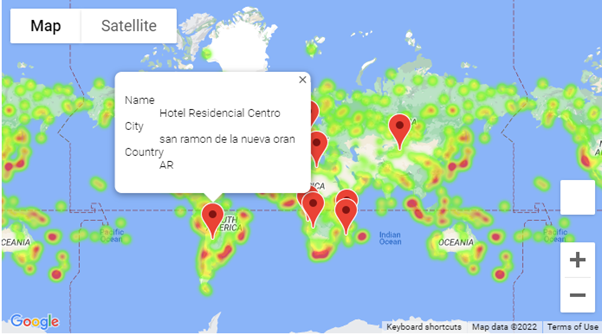 Map Satellite
Name
Hotel Residencial Centro
City
san ramon de la nueva oran
Country
AR
SOUTH
AMERICA
OCEANIA
Pacific
Ocean
Indian
Ocean
OCEANIA
Pacific
Ocean
Google
Keyboard shortcuts Map data ©2022 Terms of Use